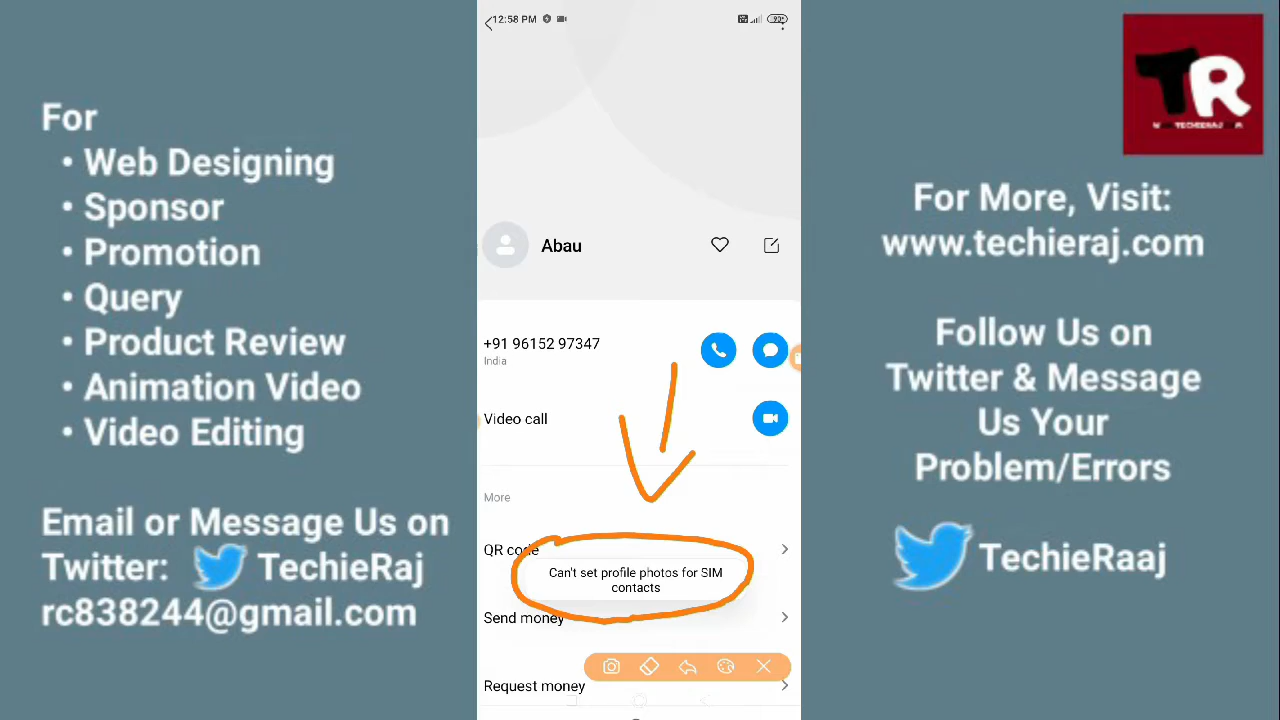 For
• Web Designing
• Sponsor
• Promotion
• Query
• Product Review
• Animation Video
• Video Editing
Email or Message Us on
Twitter: TechieRaj
rc838244@gmail.com
12:58 PM
93
Abau
+91 96152 97347
India
Video call
More
QR code
Can't set profile photos for SIM
contacts
Send money
Request money
TR
For More, Visit:
www.techieraj.com
Follow Us on
Twitter & Message
Us Your
Problem/Errors
TechieRaaj